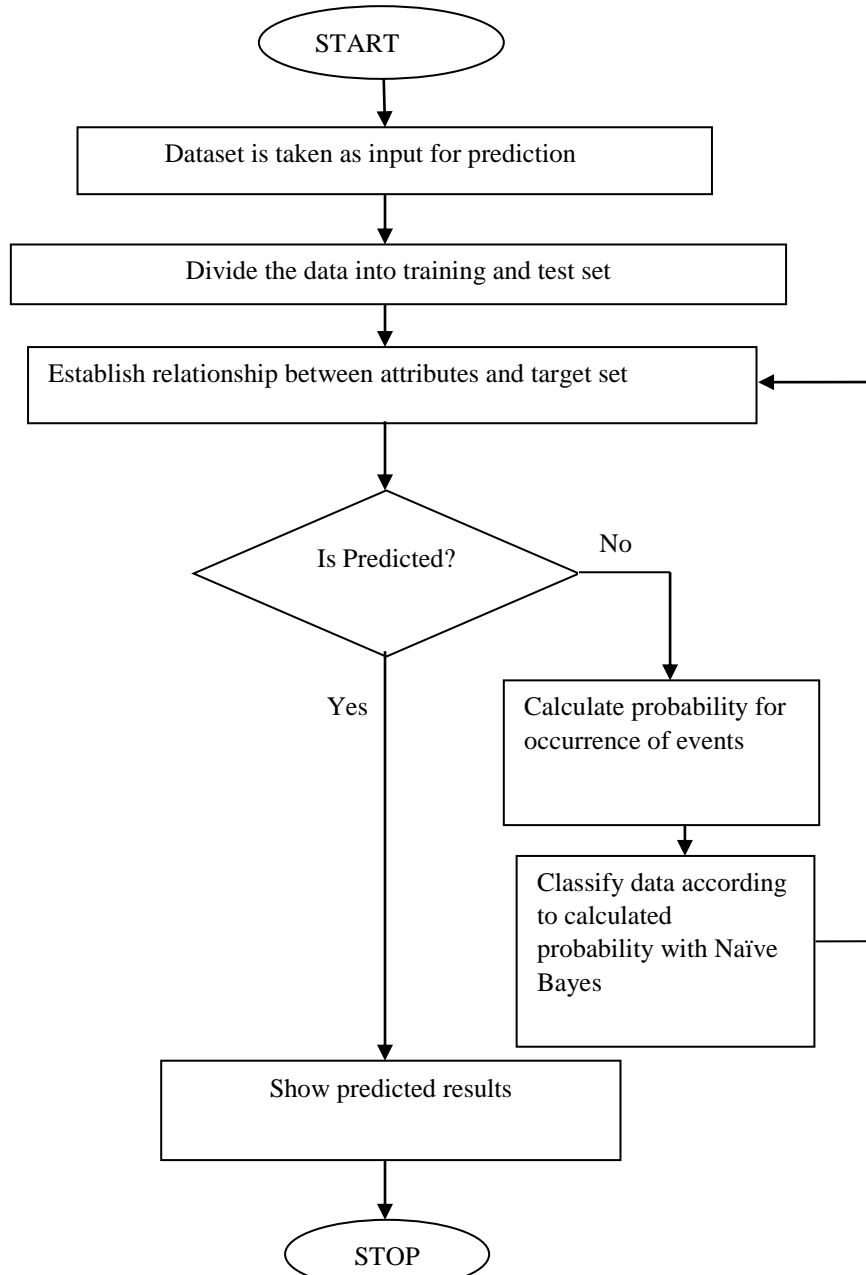 START
Dataset is taken as input for prediction
Divide the data into training and test set
Establish relationship between attributes and target set
Is Predicted?
No
Yes
Calculate probability for
occurrence of events
Classify data according
to calculated
probability with Naïve
Bayes
Show predicted results
STOP